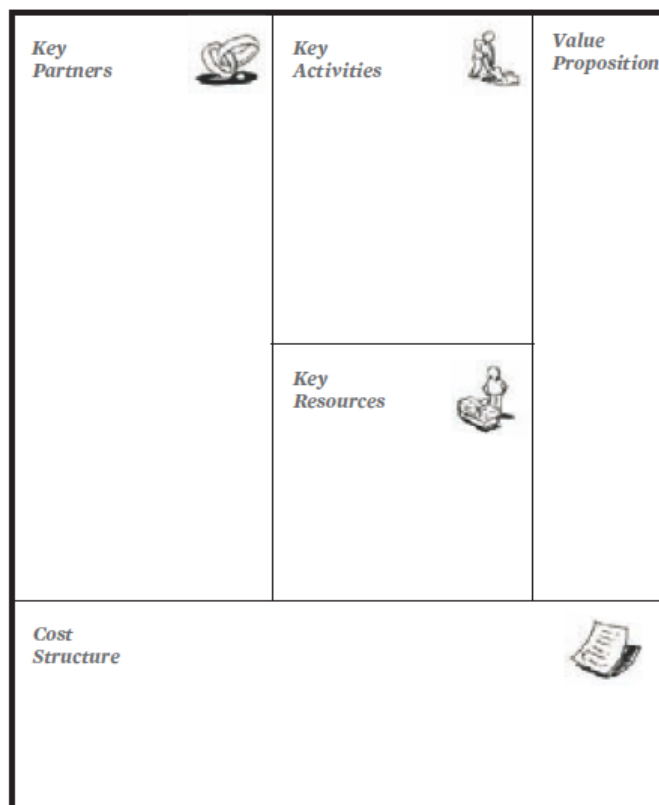 Key
Partners
Key
Activities
Value
Proposition
Key
Resources
Cost
Structure